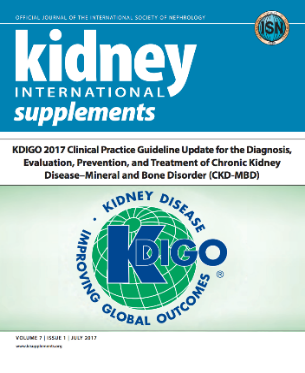 OFFICIAL JOURNAL OF THE INTERNATIONAL SOCIETY OF NEPHROLOGY
ISN
kidney
INTERNATIONAL
supplements
KDIGO 2017 Clinical Practice Guideline Update for the Diagnosis,
Evaluation, Prevention, and Treatment of Chronic Kidney
Disease–Mineral and Bone Disorder (CKD-MBD)
· KIDNEY DISEASE ·
KDIGO
®
IMPROVING GLOBAL OUTCOMES
VOLUME 7 | ISSUE 1 | JULY 2017
www.kisupplements.org